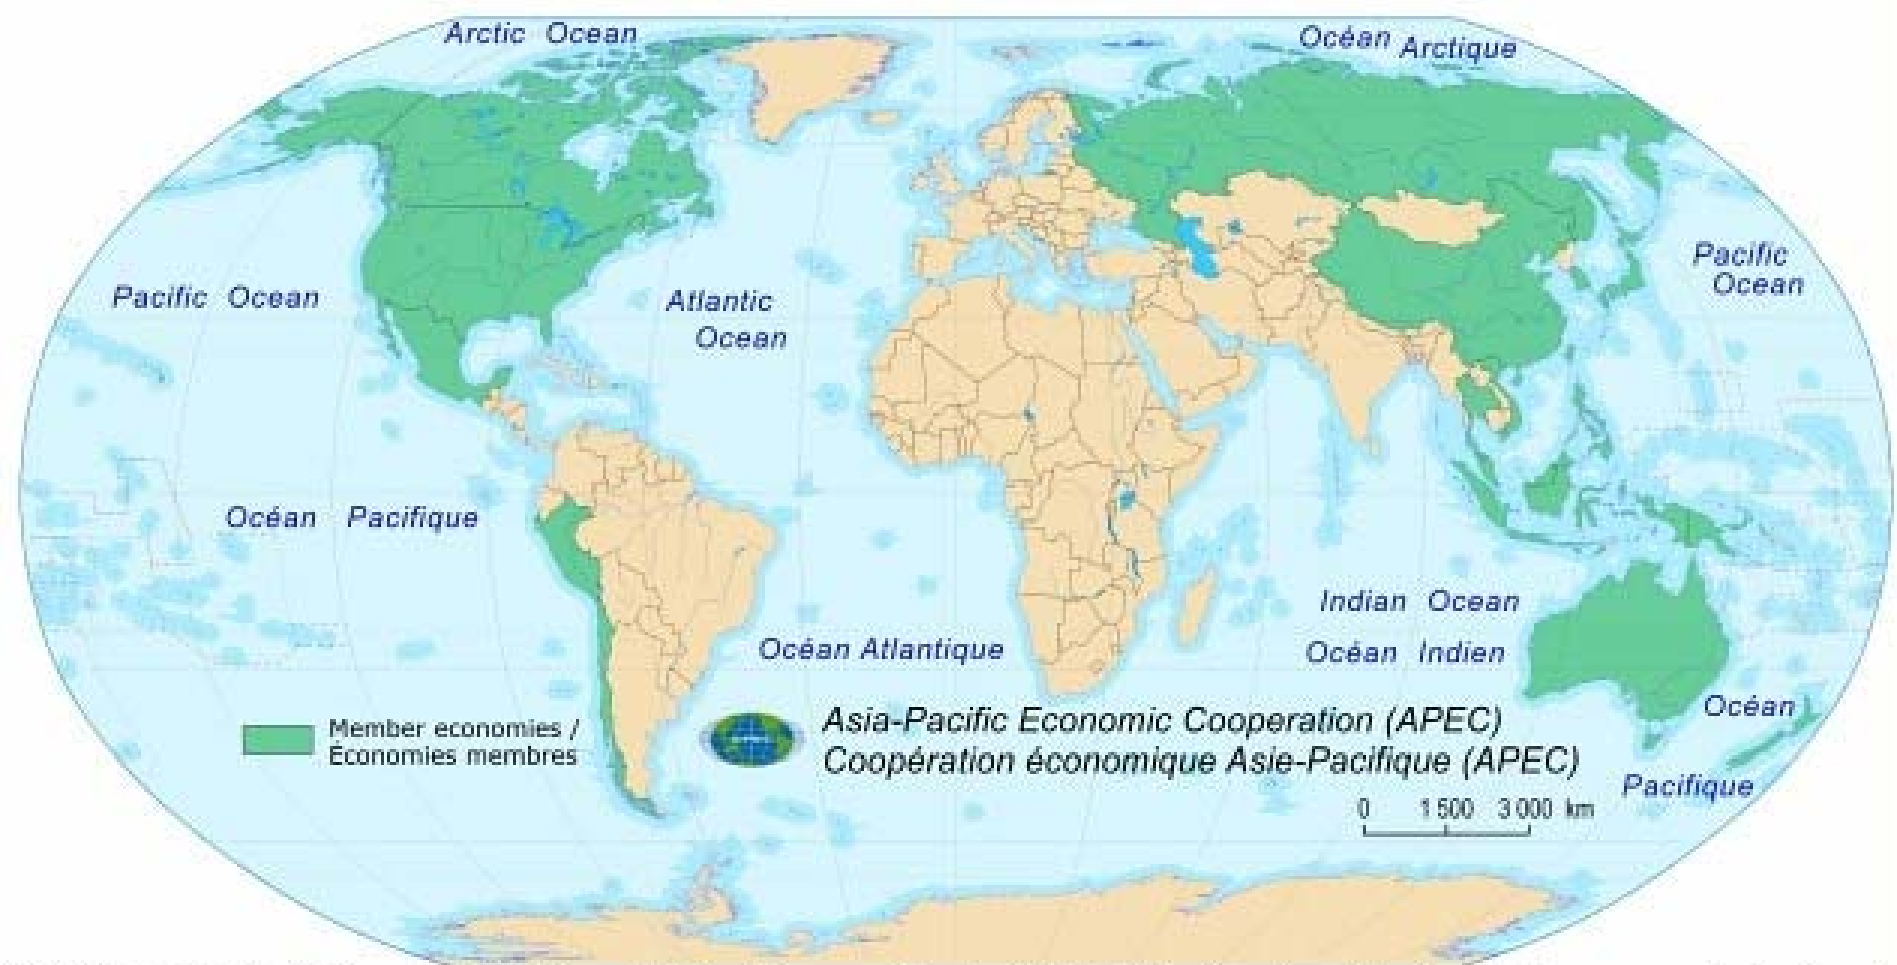 Arctic Ocean
Océan Arctique
Pacific Ocean
Atlantic
Ocean
Pacific
Ocean
Océan Pacifique
Indian Ocean
Océan Atlantique
Océan Indien
Océan
Pacifique
Member economies /
Économies membres
Asia-Pacific Economic Cooperation (APEC)
Coopération économique Asie-Pacifique (APEC)
0 1 500 3 000 km